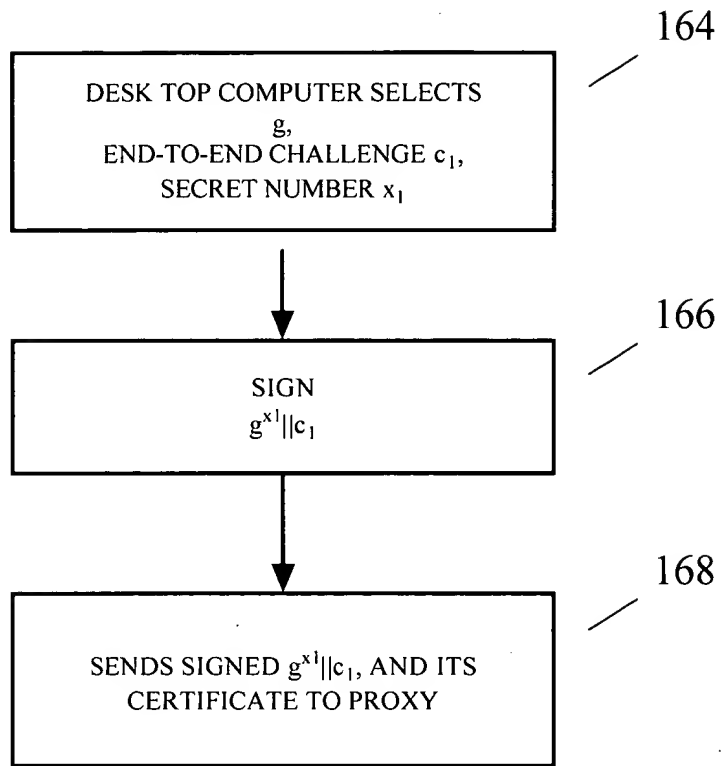 164
DESK TOP COMPUTER SELECTS
g,
END-TO-END CHALLENGE c₁,
SECRET NUMBER x₁
166
SIGN
gˣ¹||c₁
168
SENDS SIGNED gˣ¹||c₁, AND ITS
CERTIFICATE TO PROXY